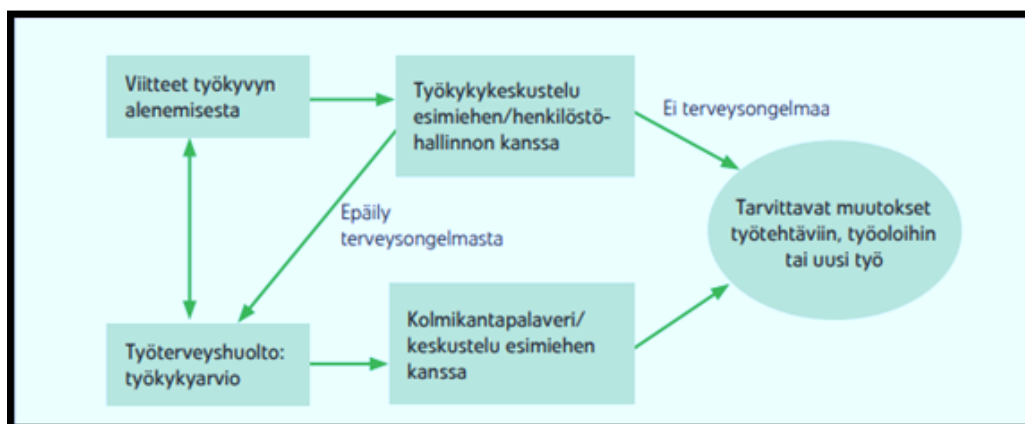 Viitteet työkyvyn
alenemisesta
Työkykykeskustelu
esimiehen/henkilöstö-
hallinnon kanssa
Ei terveysongelmaa
Epäily
terveysongelmasta
Tarvittavat muutokset
työtehtäviin, työoloihin
tai uusi työ
Työterveyshuolto:
työkykyarvio
Kolmikantapalaveri/
keskustelu esimiehen
kanssa